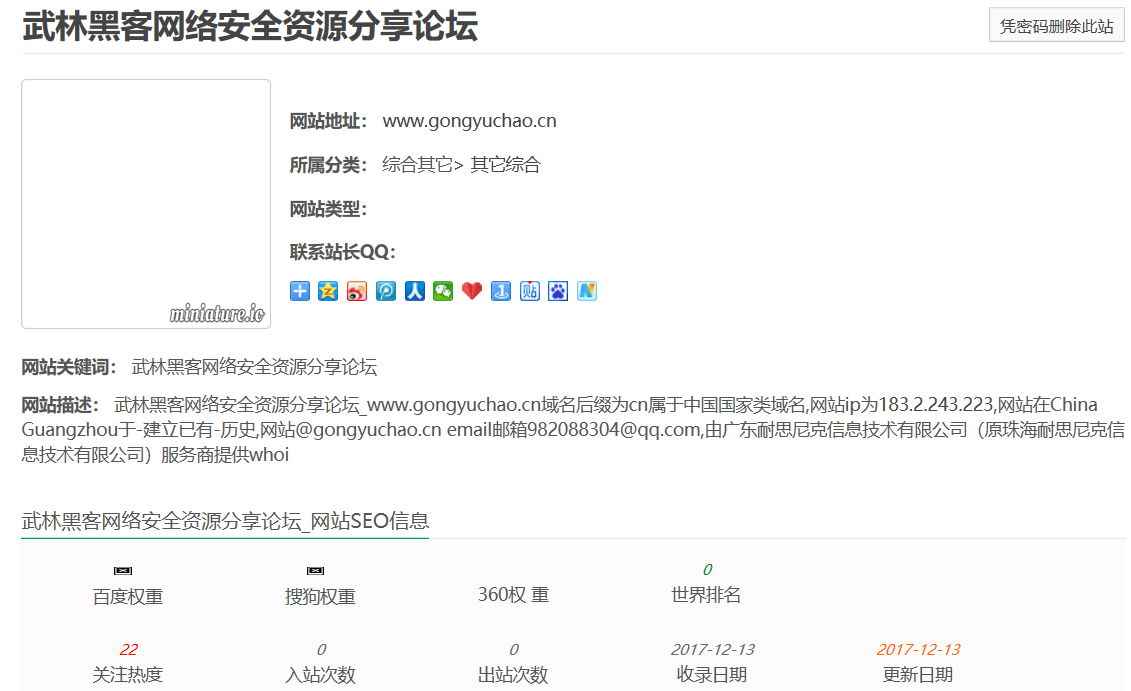 武林黑客网络安全资源分享论坛
凭密码删除此站
网站地址： www.gongyuchao.cn
所属分类： 综合其它> 其它综合
网站类型：
联系站长QQ：
miniature.io
网站关键词： 武林黑客网络安全资源分享论坛
网站描述： 武林黑客网络安全资源分享论坛_www.gongyuchao.cn域名后缀为cn属于中国国家类域名,网站ip为183.2.243.223,网站在China
Guangzhou于-建立已有-历史,网站@gongyuchao.cn email邮箱982088304@qq.com,由广东耐思尼克信息技术有限公司（原珠海耐思尼克信
息技术有限公司）服务商提供whoi
武林黑客网络安全资源分享论坛_网站SEO信息
0
百度权重 搜狗权重 360权 重 世界排名
22 0 0 2017-12-13 2017-12-13
关注热度 入站次数 出站次数 收录日期 更新日期